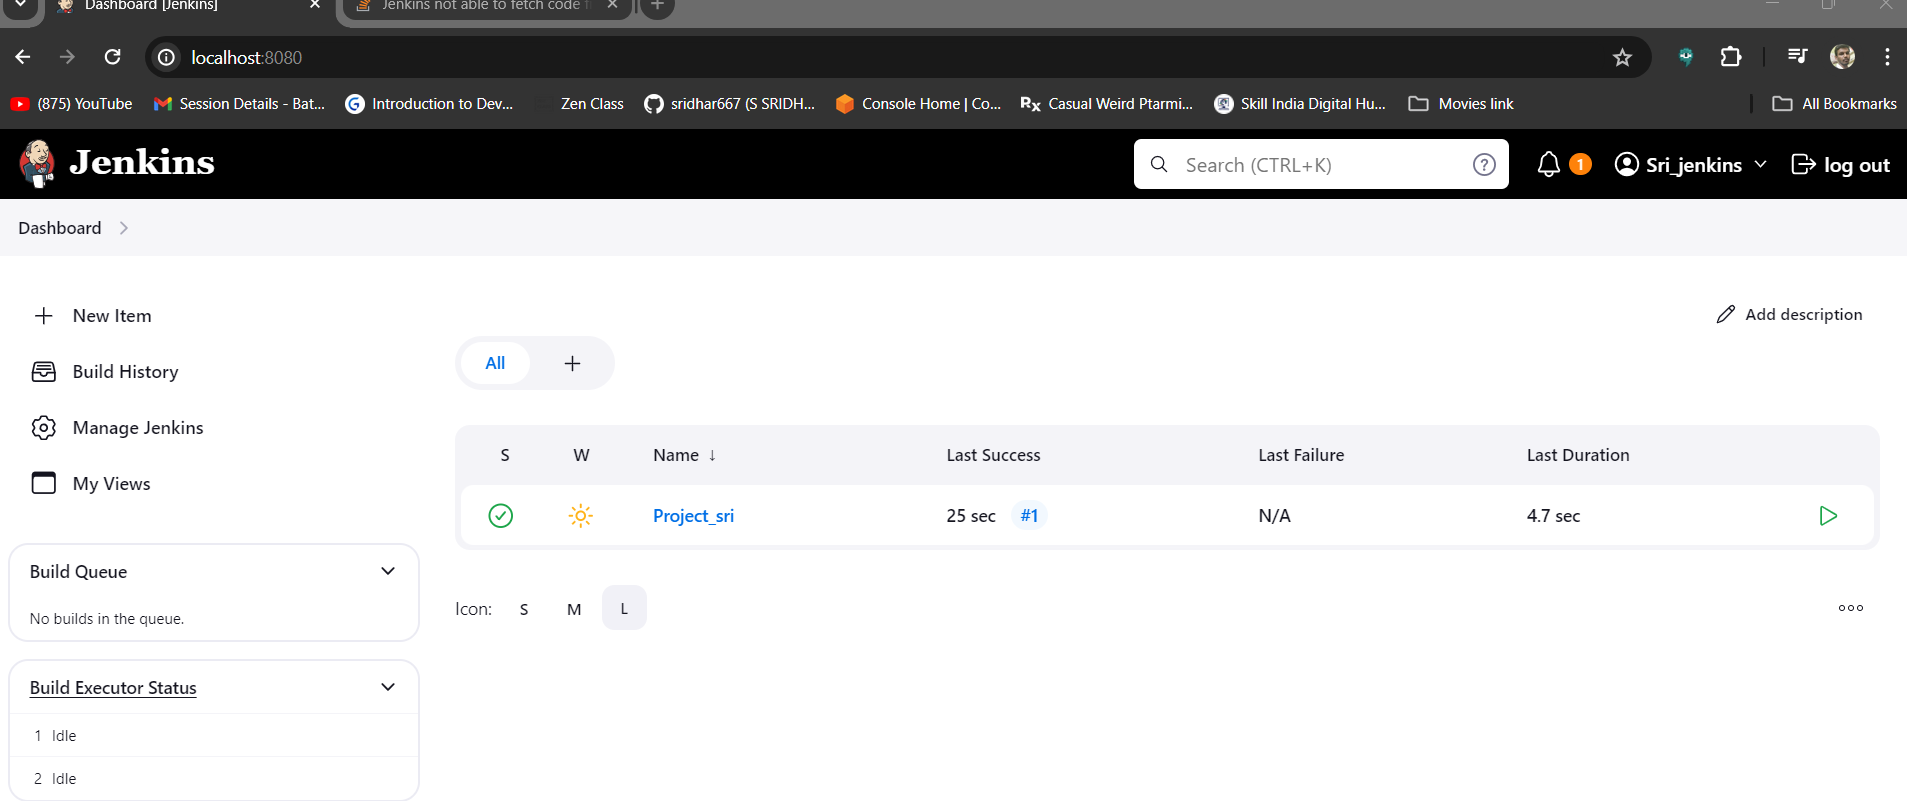 Dashboard [Jenkins]
Jenkins not able to fetch code f
localhost:8080
(875) YouTube
Session Details - Bat...
Introduction to Dev...
Zen Class
sridhar667 (S SRIDH...
Console Home | Co...
Casual Weird Ptarmi...
Skill India Digital Hu...
Movies link
All Bookmarks
Jenkins
Search (CTRL+K)
1
Sri_jenkins
log out
Dashboard
New Item
Add description
All
Build History
Manage Jenkins
My Views
S W Name ↓ Last Success Last Failure Last Duration
Project_sri 25 sec #1 N/A 4.7 sec
Build Queue
No builds in the queue.
Icon: S M L
Build Executor Status
1 Idle
2 Idle